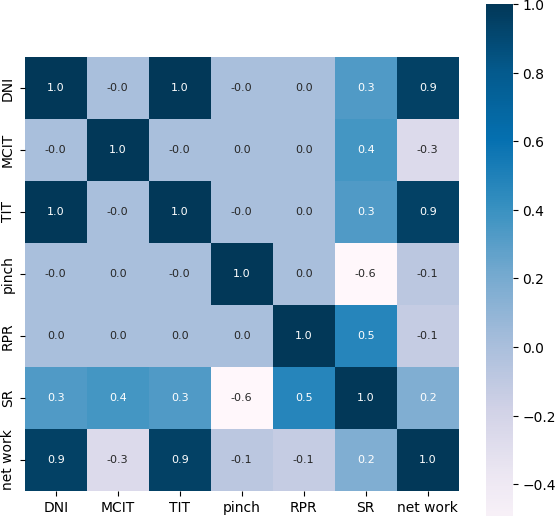 DNI 1.0 -0.0 1.0 -0.0 0.0 0.3 0.9
MCIT -0.0 1.0 -0.0 0.0 0.0 0.4 -0.3
TIT 1.0 -0.0 1.0 -0.0 0.0 0.3 0.9
pinch -0.0 0.0 -0.0 1.0 0.0 -0.6 -0.1
RPR 0.0 0.0 0.0 0.0 1.0 0.5 -0.1
SR 0.3 0.4 0.3 -0.6 0.5 1.0 0.2
net work 0.9 -0.3 0.9 -0.1 -0.1 0.2 1.0
DNI MCIT TIT pinch RPR SR net work
1.0
0.8
0.6
0.4
0.2
0.0
−0.2
−0.4